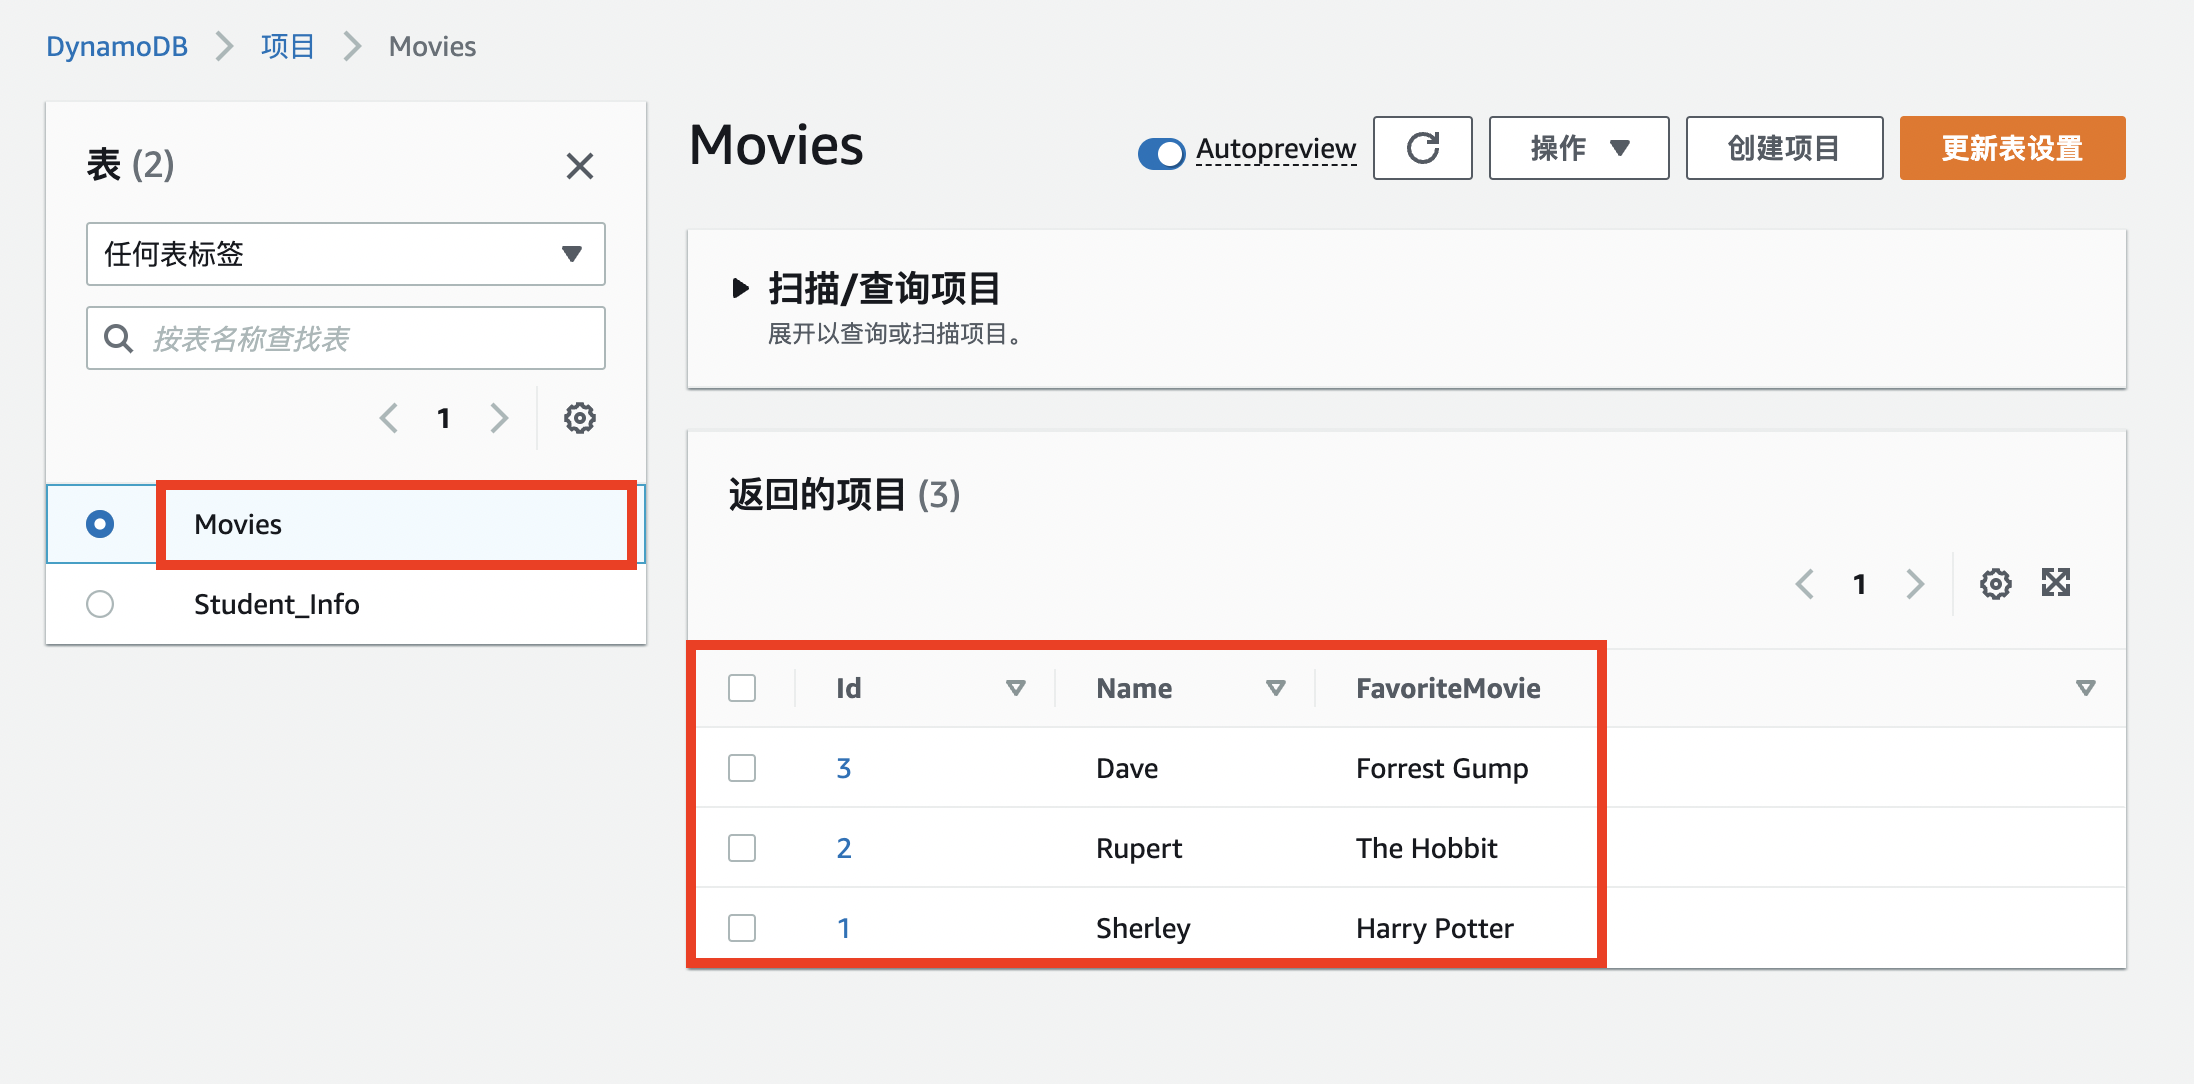 DynamoDB 项目 Movies
表 (2)
任何表标签
按表名称查找表
1
Movies
Student_Info
Movies
Autopreview
操作
创建项目
更新表设置
扫描/查询项目
展开以查询或扫描项目。
返回的项目 (3)
1
Id Name FavoriteMovie
3 Dave Forrest Gump
2 Rupert The Hobbit
1 Sherley Harry Potter